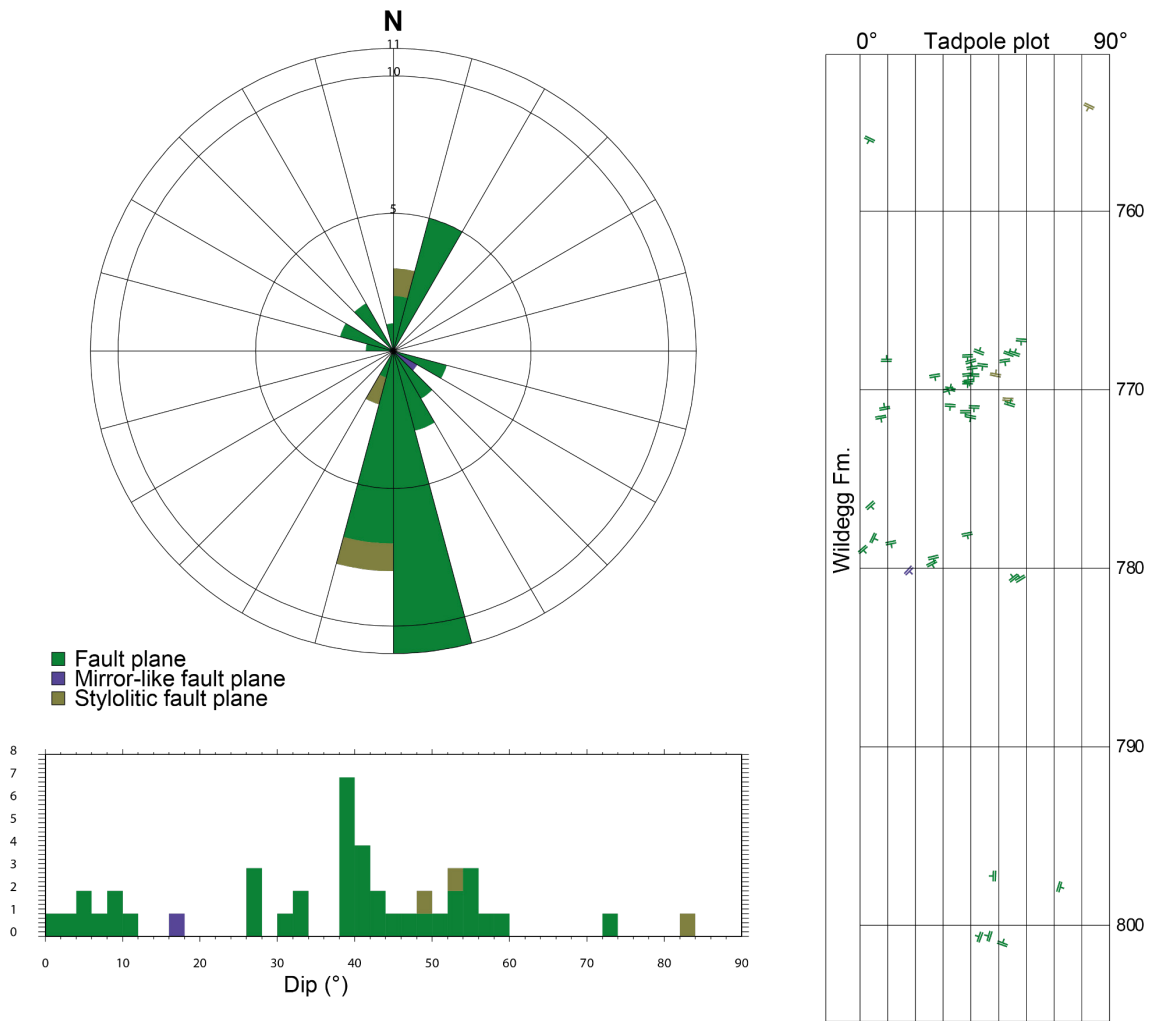 N
11
10
5
Fault plane
Mirror-like fault plane
Stylolitic fault plane
8
7
6
5
4
3
2
1
0
0 10 20 30 40 50 60 70 80 90
Dip (°)
0° Tadpole plot 90°
760
770
Wildegg Fm.
780
790
800